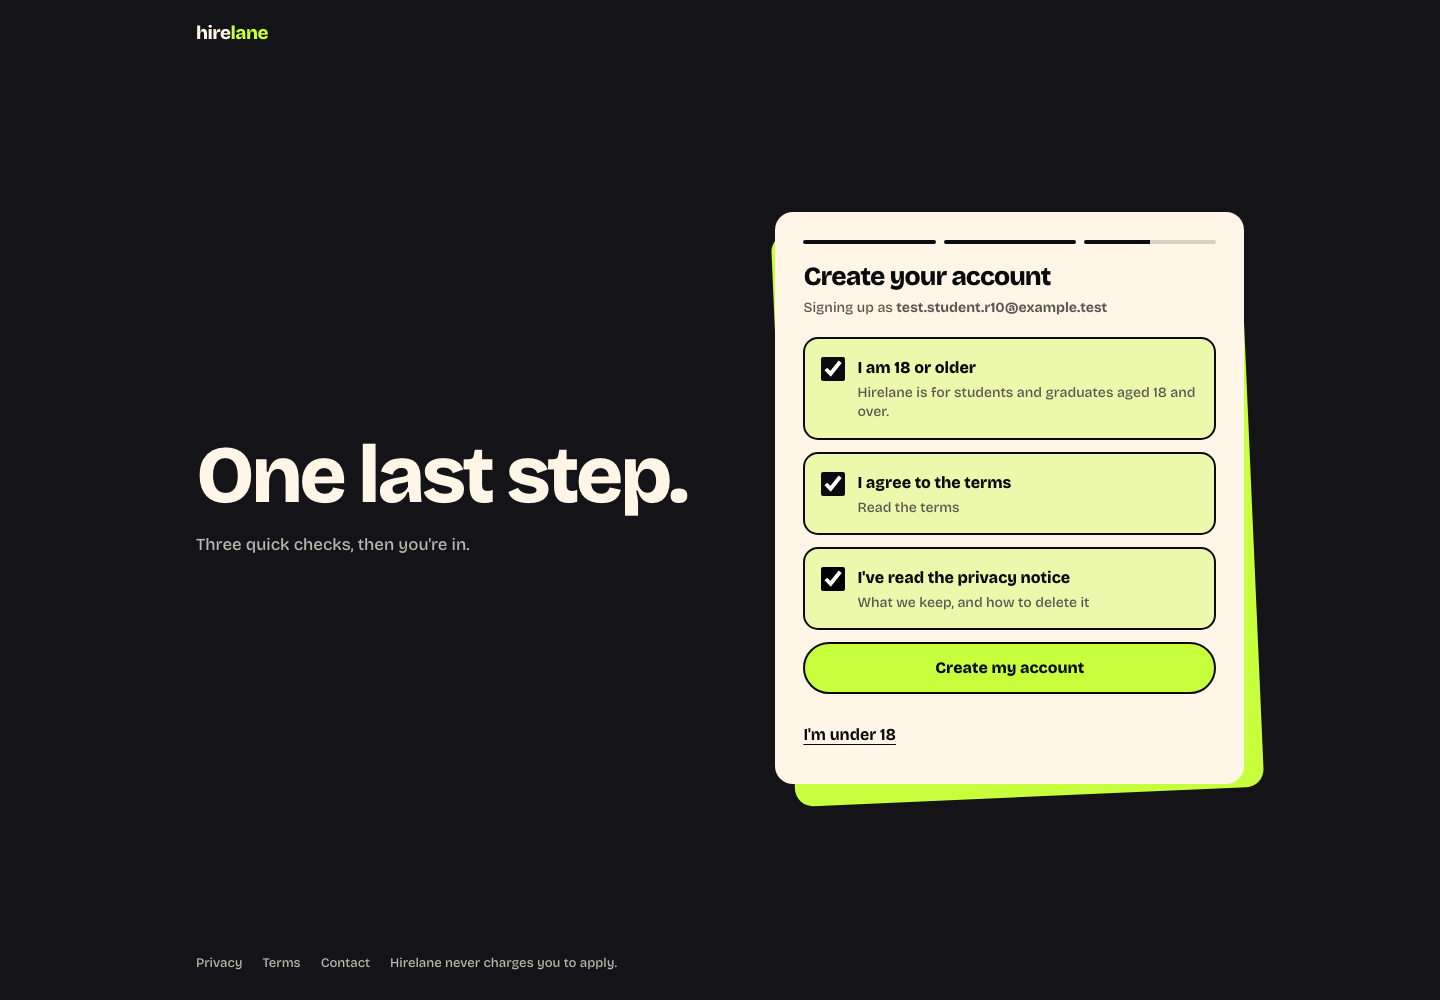 hirelane
One last step.
Three quick checks, then you're in.
Create your account
Signing up as test.student.r10@example.test
I am 18 or older
Hirelane is for students and graduates aged 18 and
over.
I agree to the terms
Read the terms
I've read the privacy notice
What we keep, and how to delete it
Create my account
I'm under 18
Privacy Terms Contact Hirelane never charges you to apply.